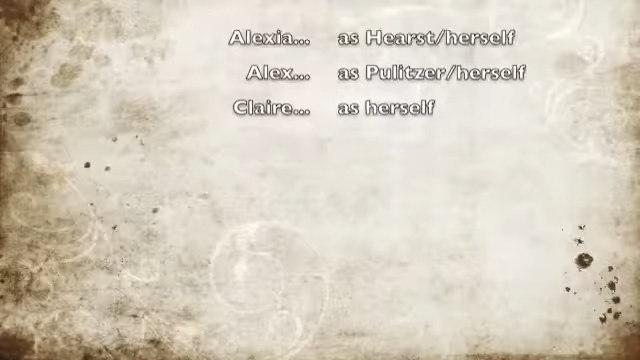 Alexia... as Hearst/herself
Alex... as Pulitzer/herself
Claire... as herself